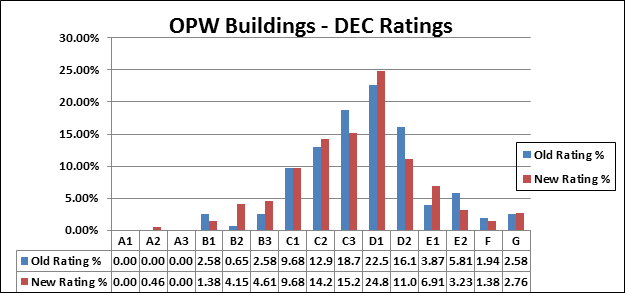 OPW Buildings - DEC Ratings
30.00%
25.00%
20.00%
15.00%
10.00%
5.00%
0.00%
A1 A2 A3 B1 B2 B3 C1 C2 C3 D1 D2 E1 E2 F G
Old Rating % 0.00 0.00 0.00 2.58 0.65 2.58 9.68 12.9 18.7 22.5 16.1 3.87 5.81 1.94 2.58
New Rating % 0.00 0.46 0.00 1.38 4.15 4.61 9.68 14.2 15.2 24.8 11.0 6.91 3.23 1.38 2.76
Old Rating %
New Rating %